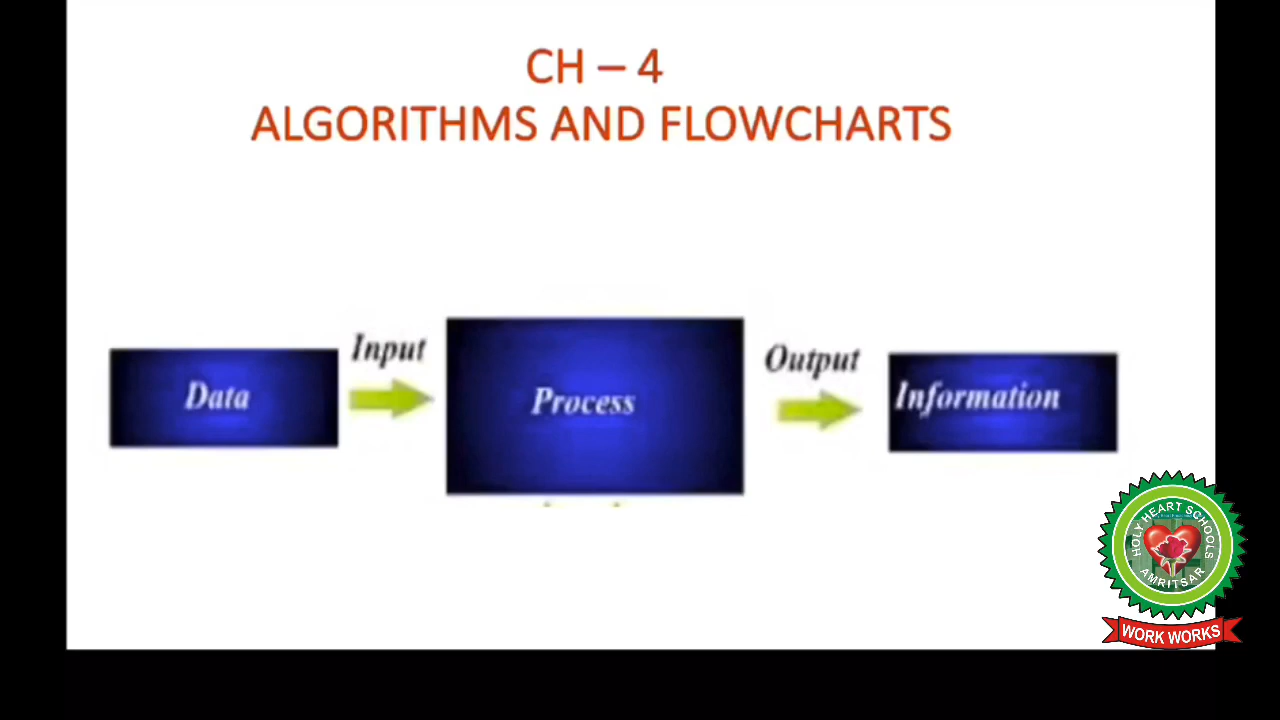 CH – 4
ALGORITHMS AND FLOWCHARTS
Input
Output
Data
Process
Information
HOLY HEART SCHOOLS
AMRITSAR
WORK WORKS